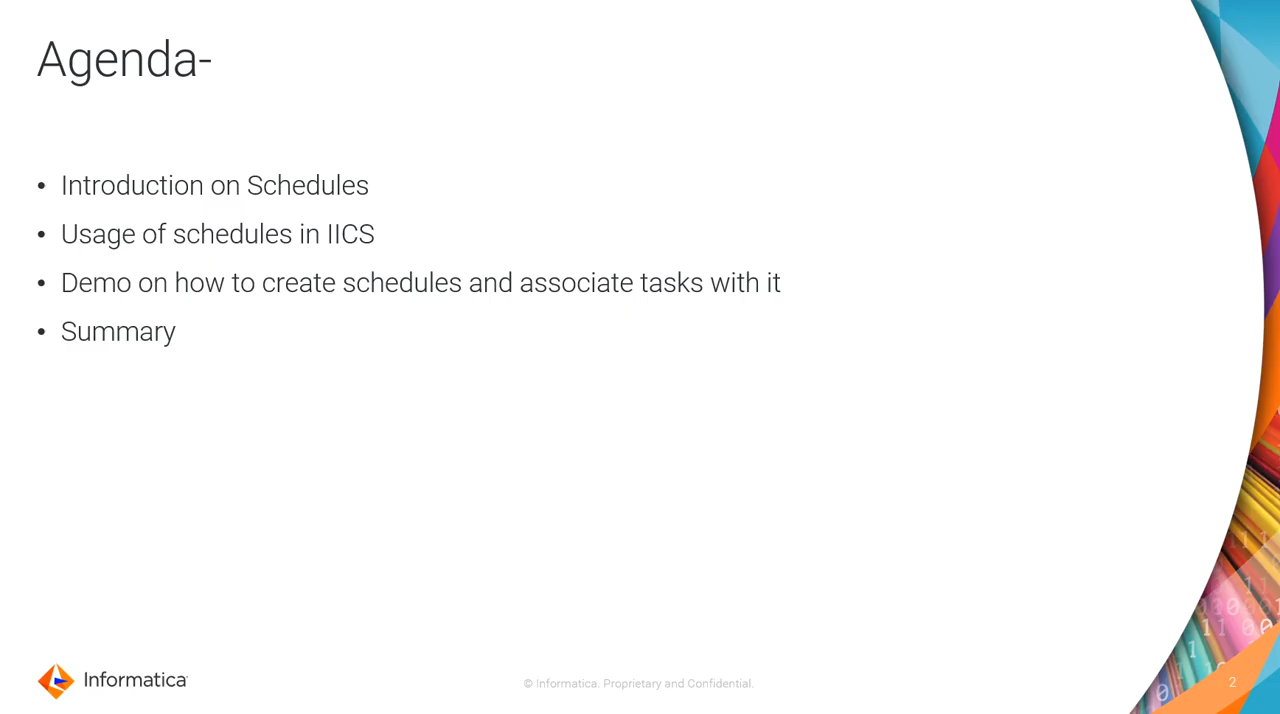 Agenda-
• Introduction on Schedules
• Usage of schedules in IICS
• Demo on how to create schedules and associate tasks with it
• Summary
Informatica
© Informatica. Proprietary and Confidential.
2